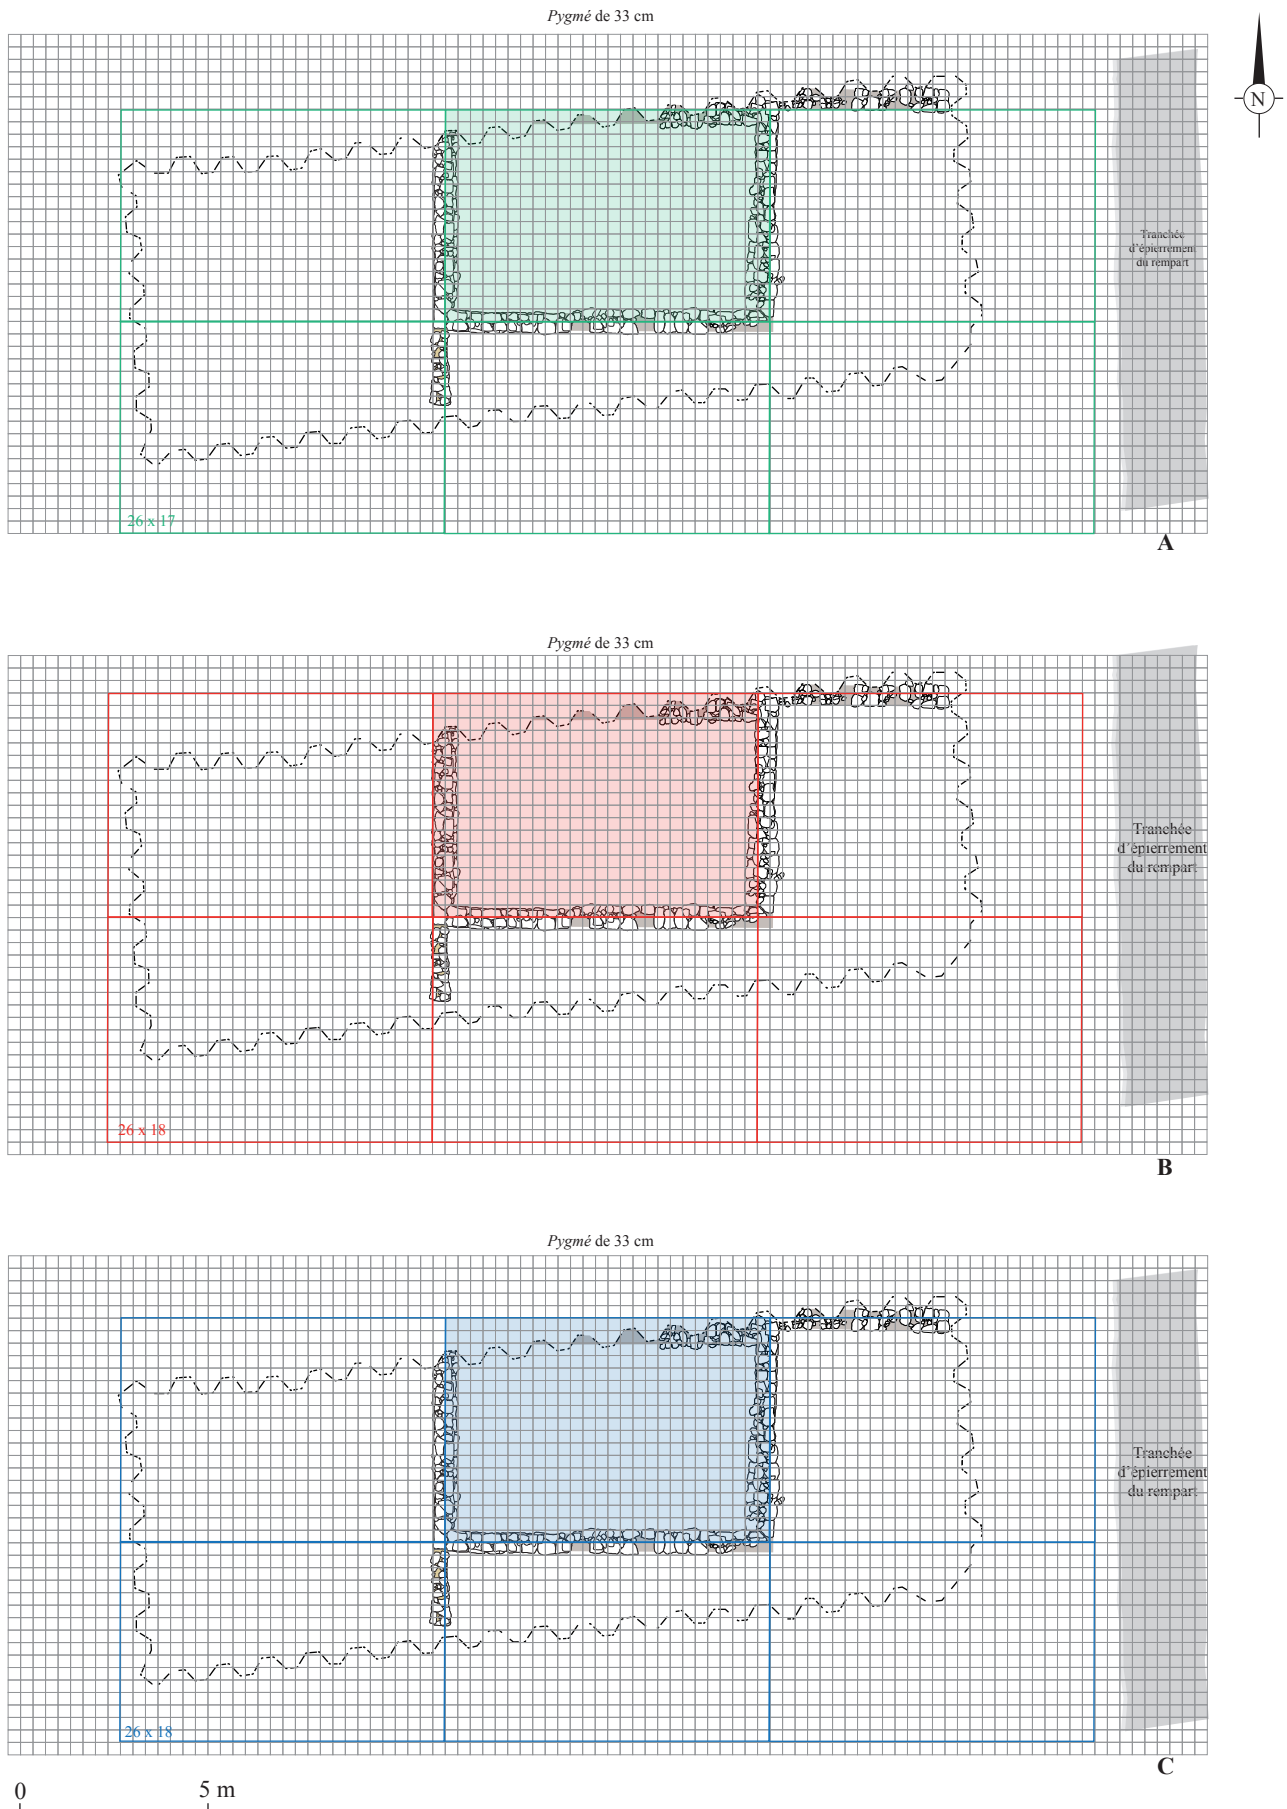 Pygmé de 33 cm
N
Tranchée
d'épierrement
du rempart
26 x 17
A
Pygmé de 33 cm
Tranchée
d'épierrement
du rempart
26 x 18
B
Pygmé de 33 cm
Tranchée
d'épierrement
du rempart
26 x 18
C
0 5 m